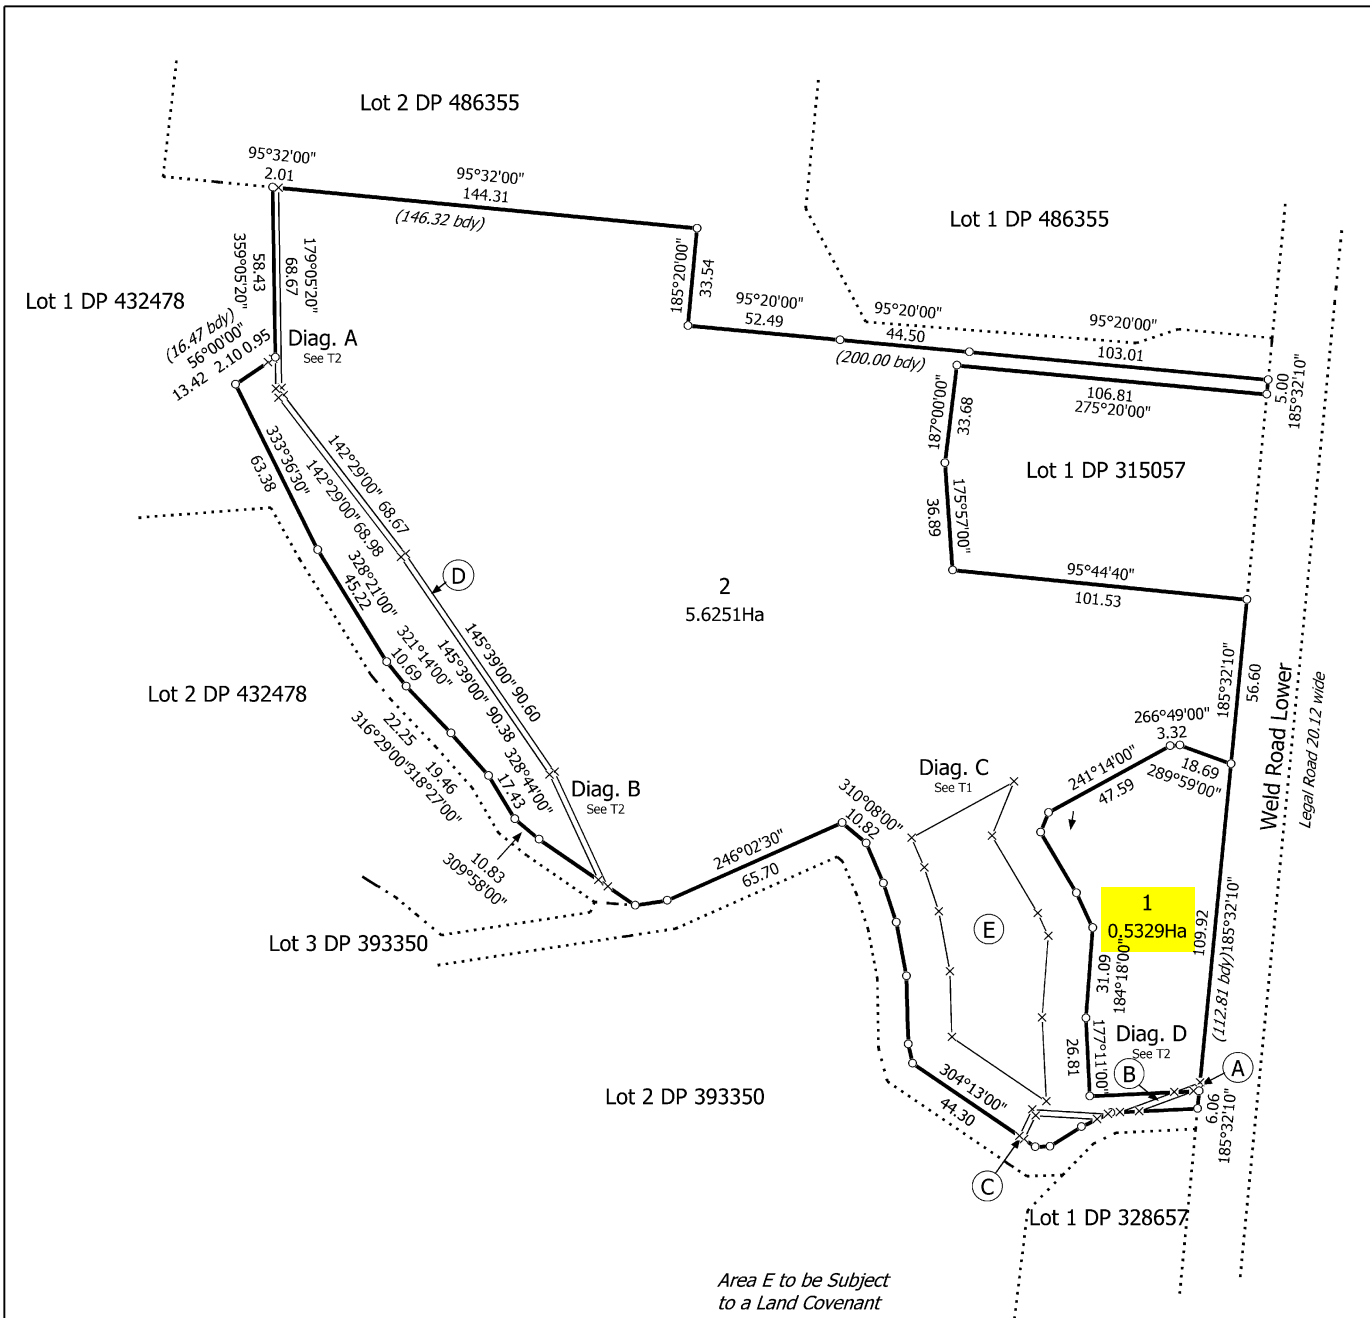 Lot 2 DP 486355
95°32'00"
2.01
95°32'00"
144.31
(146.32 bdy)
Lot 1 DP 486355
359°05'20"
58.43
179°05'20"
68.67
Lot 1 DP 432478
185°20'00"
33.54
95°20'00"
52.49
95°20'00"
44.50
95°20'00"
103.01
(200.00 bdy)
5.00
185°32'10"
(16.47 bdy)
56°00'00"
13.42 2.10 0.95
Diag. A
See T2
106.81
275°20'00"
187°00'00"
33.68
Lot 1 DP 315057
333°36'30"
63.38
142°29'00" 68.67
142°29'00" 68.98
175°57'00"
36.89
D
95°44'40"
101.53
2
5.6251Ha
328°21'00"
45.22
321°14'00"
10.69
145°39'00" 90.60
145°39'00" 90.38
Lot 2 DP 432478
185°32'10"
56.60
Weld Road Lower
Legal Road 20.12 wide
22.25
316°29'00"
19.46
318°27'00"
328°44'00"
17.43
266°49'00"
3.32
18.69
289°59'00"
241°14'00"
47.59
Diag. B
See T2
Diag. C
See T1
310°08'00"
10.82
246°02'30"
65.70
10.83
309°58'00"
1
0.5329Ha
109.92
(112.81 bdy)185°32'10"
E
Lot 3 DP 393350
31.09
184°18'00"
26.81
177°11'00"
Diag. D
See T2
B
A
304°13'00"
44.30
Lot 2 DP 393350
6.06
185°32'10"
C
Lot 1 DP 328657
Area E to be Subject
to a Land Covenant